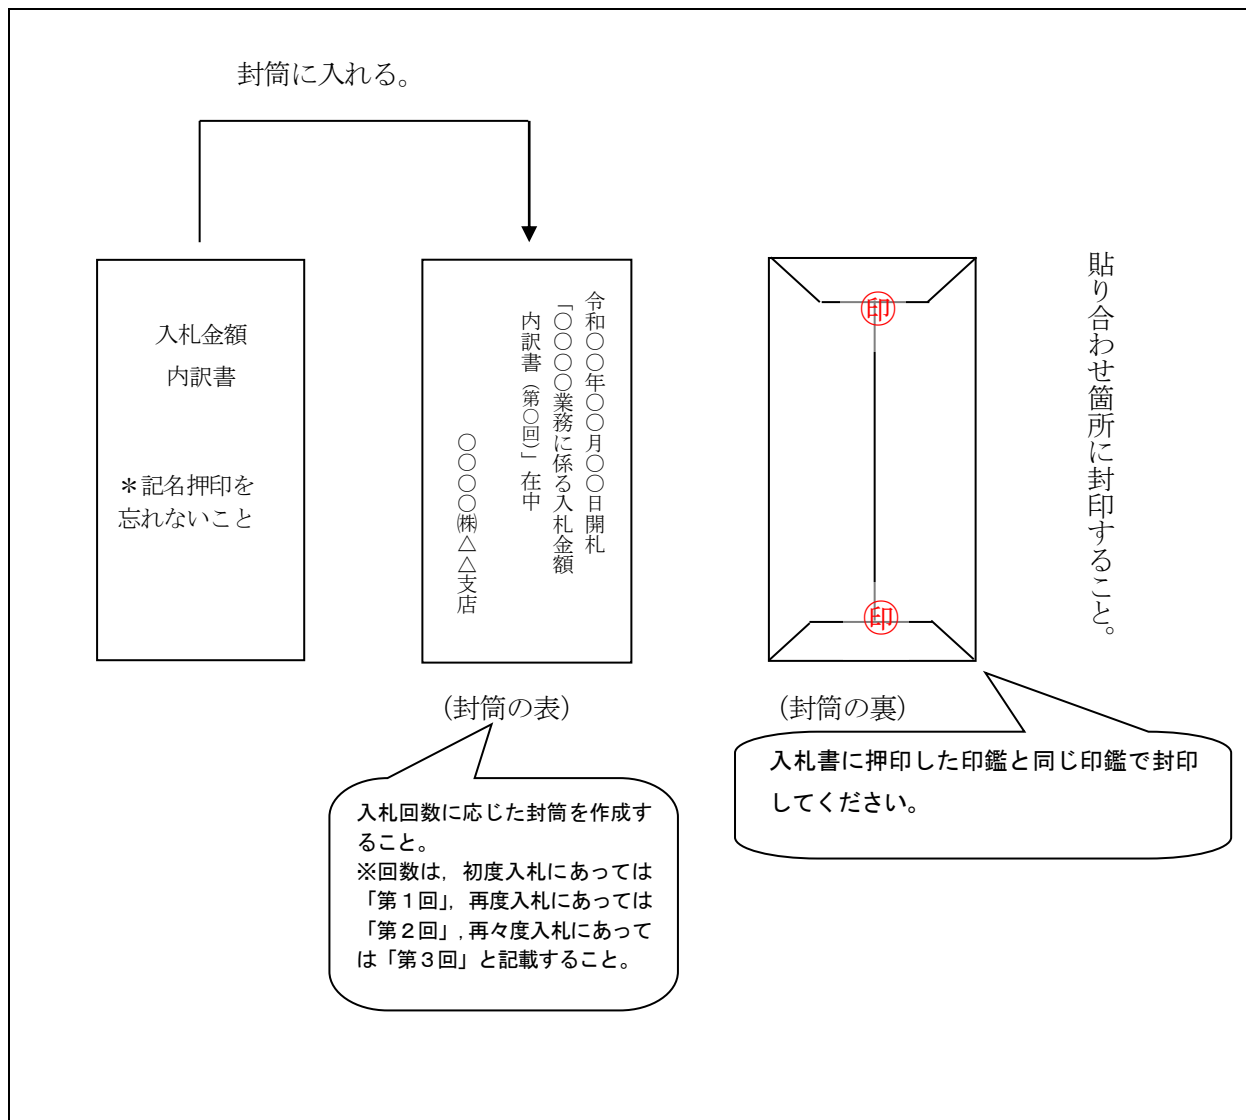 封筒に入れる。
入札金額
内訳書
＊記名押印を
忘れないこと
令和〇〇年〇〇月〇〇日開札
「〇〇〇〇業務に係る入札金額
内訳書（第〇回）」在中
〇〇〇〇㈱△△支店
印
印
貼り合わせ箇所に封印すること。
（封筒の表）
（封筒の裏）
入札回数に応じた封筒を作成す
ること。
※回数は，初度入札にあっては
「第１回」，再度入札にあっては
「第２回」,再々度入札にあって
は「第３回」と記載すること。
入札書に押印した印鑑と同じ印鑑で封印
してください。